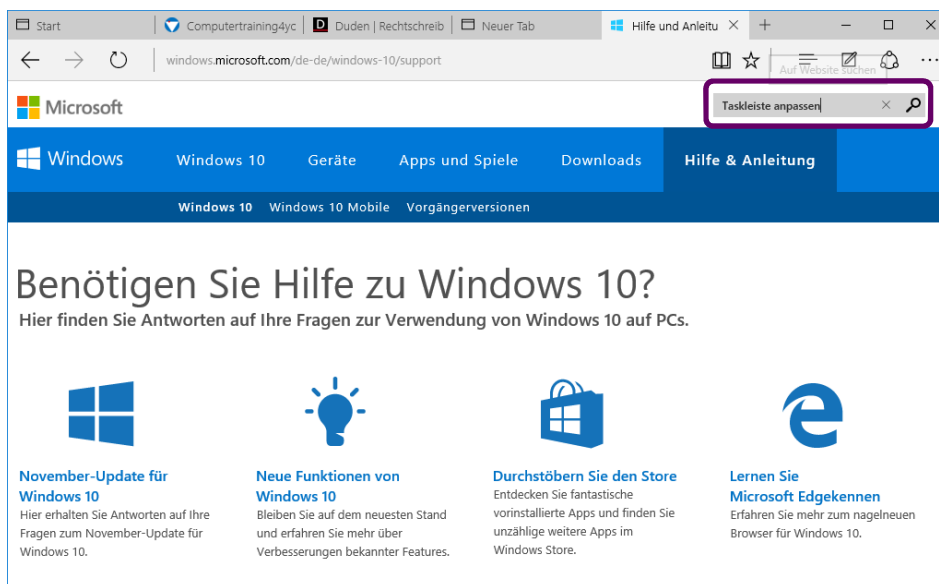 Start
Computertraining4yc
Duden | Rechtschreib
Neuer Tab
Hilfe und Anleitu
windows.microsoft.com/de-de/windows-10/support
Auf Website suchen
Microsoft
Taskleiste anpassen
Windows
Windows 10
Geräte
Apps und Spiele
Downloads
Hilfe & Anleitung
Windows 10
Windows 10 Mobile
Vorgängerversionen
Benötigen Sie Hilfe zu Windows 10?
Hier finden Sie Antworten auf Ihre Fragen zur Verwendung von Windows 10 auf PCs.
November-Update für
Windows 10
Hier erhalten Sie Antworten auf Ihre
Fragen zum November-Update für
Windows 10.
Neue Funktionen von
Windows 10
Bleiben Sie auf dem neuesten Stand
und erfahren Sie mehr über
Verbesserungen bekannter Features.
Durchstöbern Sie den Store
Entdecken Sie fantastische
vorinstallierte Apps und finden Sie
unzählige weitere Apps im
Windows Store.
Lernen Sie
Microsoft Edgekennen
Erfahren Sie mehr zum nagelneuen
Browser für Windows 10.